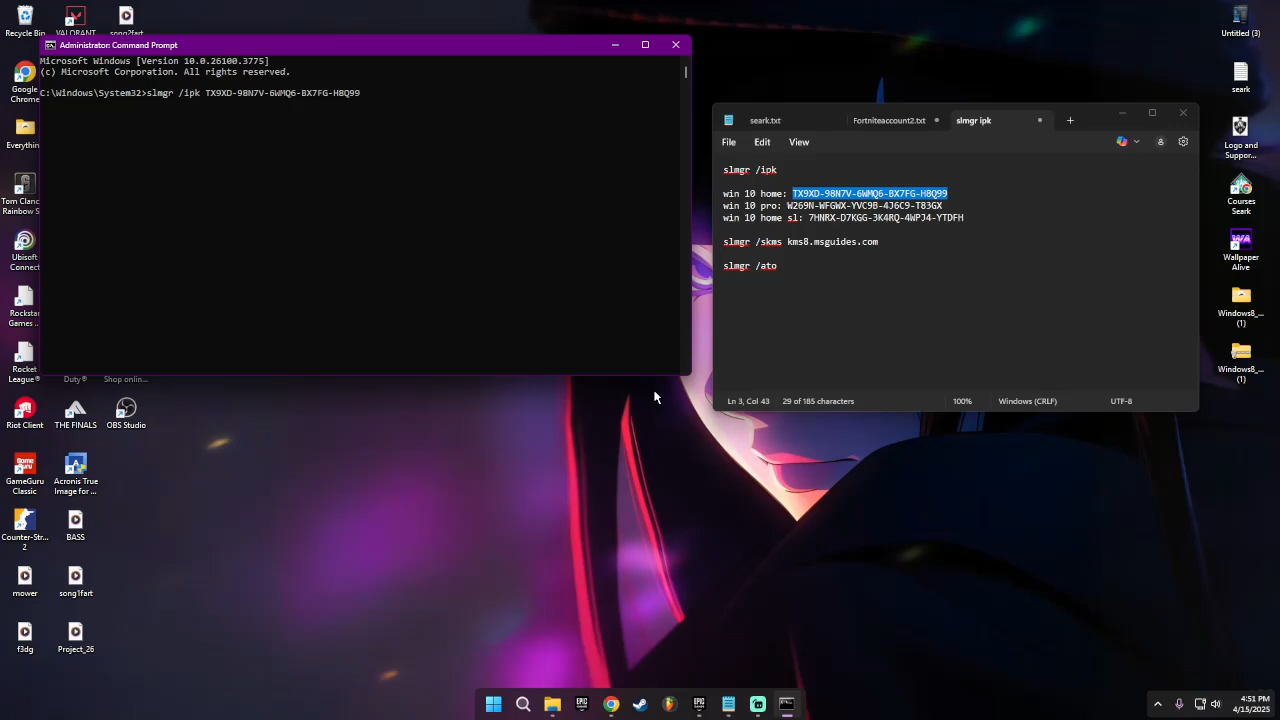 Recycle Bin
VALORANT
song2fart
Untitled (3)
Administrator: Command Prompt
Microsoft Windows [Version 10.0.26100.3775]
(c) Microsoft Corporation. All rights reserved.
C:\Windows\System32>slmgr /ipk TX9XD-98N7V-6WMQ6-BX7FG-H8Q99
Google
Chrome
Everythin...
Tom Clanc...
Rainbow S...
Ubisoft
Connect
Rockstar
Games ...
Rocket
League®
Duty®
Shop onlin...
Riot Client
THE FINALS
OBS Studio
GameGuru
Classic
Acronis True
Image for ...
Counter-Str...
2
BASS
mower
song1fart
f3dg
Project_26
seark.txt
Fortniteaccount2.txt
slmgr ipk
File
Edit
View
slmgr /ipk
win 10 home: TX9XD-98N7V-6WMQ6-BX7FG-H8Q99
win 10 pro: W269N-WFGWX-YVC9B-4J6C9-T83GX
win 10 home sl: 7HNRX-D7KGG-3K4RQ-4WPJ4-YTDFH
slmgr /skms kms8.msguides.com
slmgr /ato
Ln 3, Col 43
29 of 185 characters
100%
Windows (CRLF)
UTF-8
seark
Logo and
Suppor...
Courses
Seark
Wallpaper
Alive
Windows8_...
(1)
Windows8_...
(1)
4:51 PM
4/15/2025